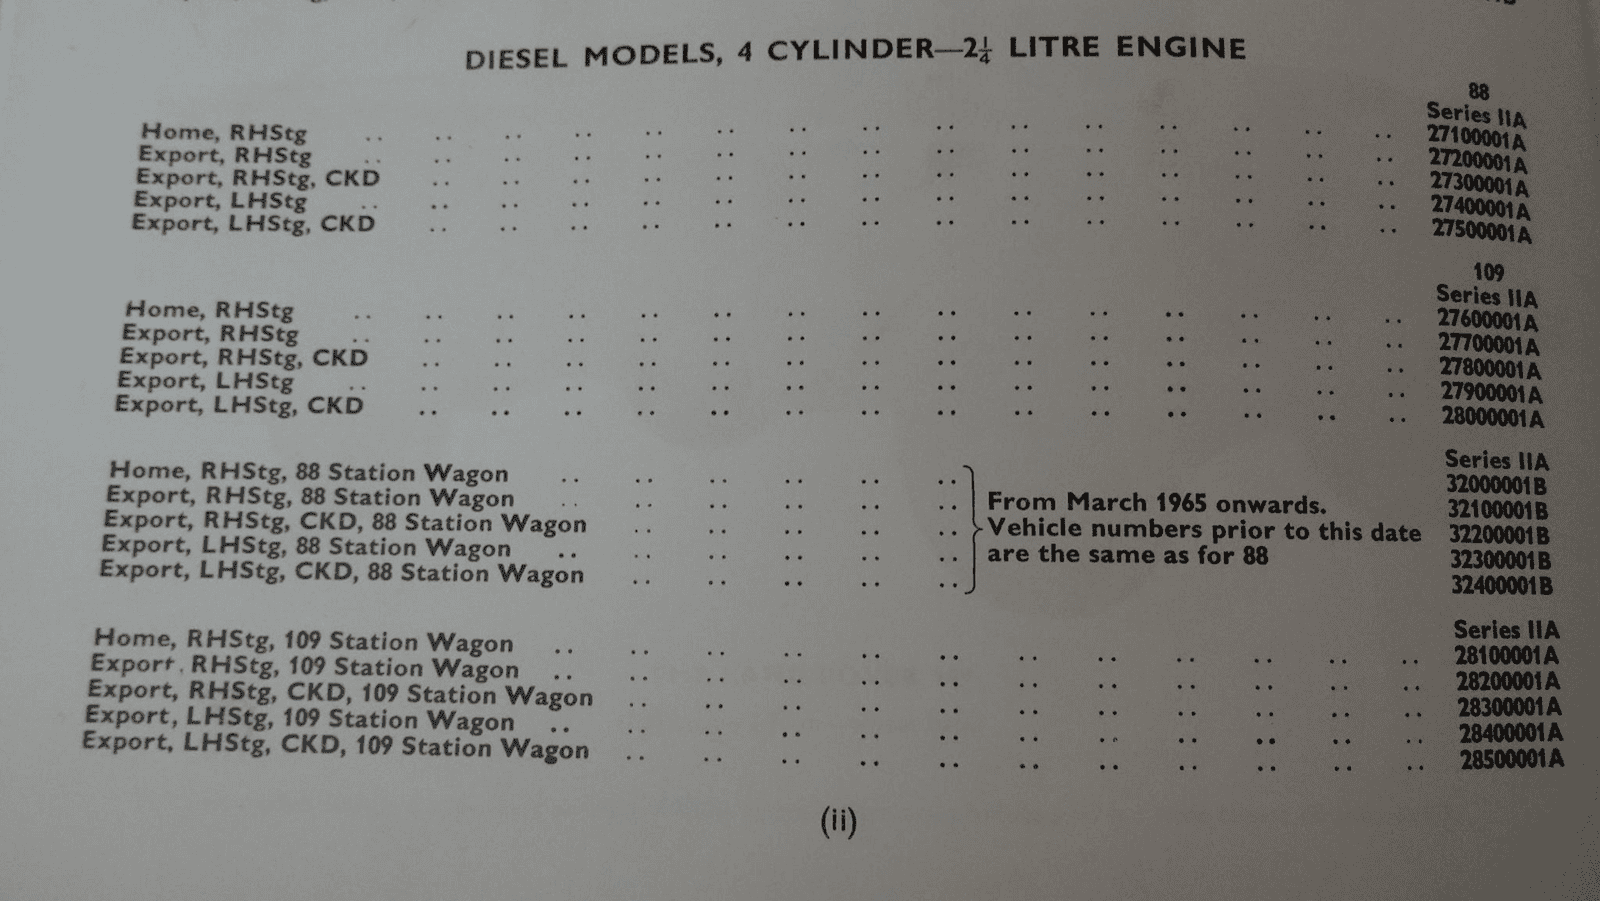 DIESEL MODELS, 4 CYLINDER—2¼ LITRE ENGINE
88
Series IIA
Home, RHStg .. .. .. .. .. .. .. .. .. .. .. .. .. .. .. 27100001A
Export, RHStg .. .. .. .. .. .. .. .. .. .. .. .. .. .. .. 27200001A
Export, RHStg, CKD .. .. .. .. .. .. .. .. .. .. .. .. .. .. 27300001A
Export, LHStg .. .. .. .. .. .. .. .. .. .. .. .. .. .. .. 27400001A
Export, LHStg, CKD .. .. .. .. .. .. .. .. .. .. .. .. .. .. 27500001A
109
Series IIA
Home, RHStg .. .. .. .. .. .. .. .. .. .. .. .. .. .. .. 27600001A
Export, RHStg .. .. .. .. .. .. .. .. .. .. .. .. .. .. .. 27700001A
Export, RHStg, CKD .. .. .. .. .. .. .. .. .. .. .. .. .. .. 27800001A
Export, LHStg .. .. .. .. .. .. .. .. .. .. .. .. .. .. .. 27900001A
Export, LHStg, CKD .. .. .. .. .. .. .. .. .. .. .. .. .. .. 28000001A
Series IIA
Home, RHStg, 88 Station Wagon .. .. .. .. .. .. 32000001B
Export, RHStg, 88 Station Wagon .. .. .. .. .. .. From March 1965 onwards. 32100001B
Export, RHStg, CKD, 88 Station Wagon .. .. .. .. .. Vehicle numbers prior to this date 32200001B
Export, LHStg, 88 Station Wagon .. .. .. .. .. .. are the same as for 88 32300001B
Export, LHStg, CKD, 88 Station Wagon .. .. .. .. .. 32400001B
Series IIA
Home, RHStg, 109 Station Wagon .. .. .. .. .. .. .. .. .. .. .. .. 28100001A
Export, RHStg, 109 Station Wagon .. .. .. .. .. .. .. .. .. .. .. .. 28200001A
Export, RHStg, CKD, 109 Station Wagon .. .. .. .. .. .. .. .. .. .. .. 28300001A
Export, LHStg, 109 Station Wagon .. .. .. .. .. .. .. .. .. .. .. .. 28400001A
Export, LHStg, CKD, 109 Station Wagon .. .. .. .. .. .. .. .. .. .. .. 28500001A
(ii)